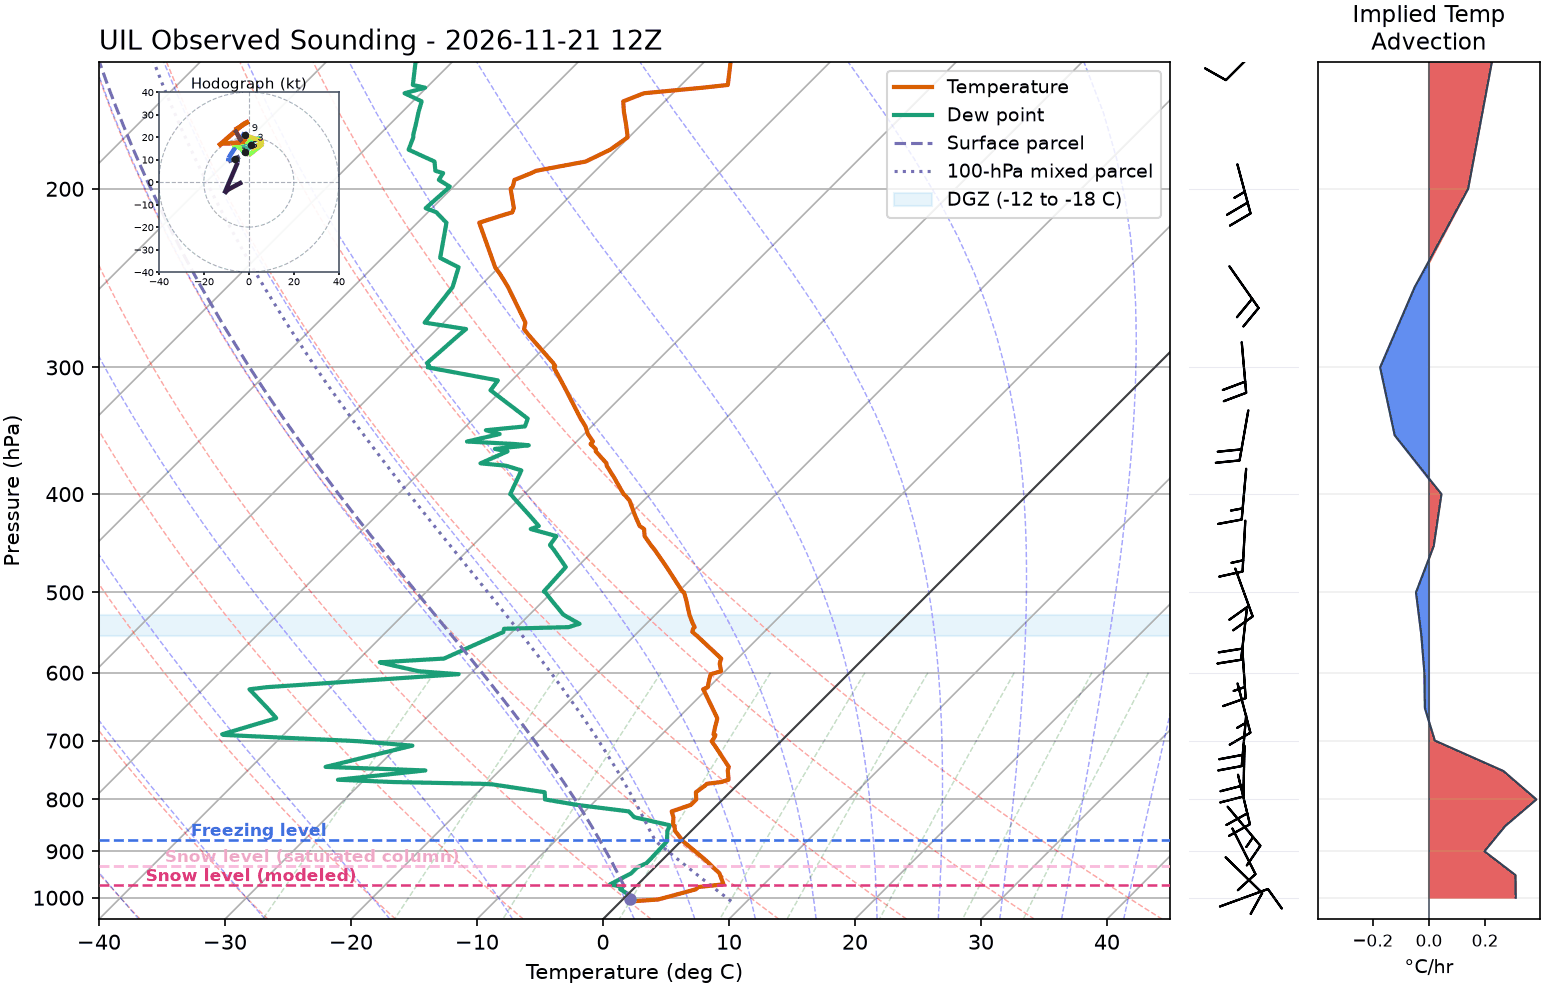 UIL Observed Sounding - 2026-11-21 12Z
Implied Temp
Advection
Hodograph (kt)
40
30
20
10
0
−10
−20
−30
−40
−40
−20
0
20
40
9
3
Temperature
Dew point
Surface parcel
100-hPa mixed parcel
DGZ (-12 to -18 C)
200
300
400
500
600
700
800
900
1000
Pressure (hPa)
Freezing level
Snow level (saturated column)
Snow level (modeled)
−40
−30
−20
−10
0
10
20
30
40
Temperature (deg C)
−0.2
0.0
0.2
°C/hr